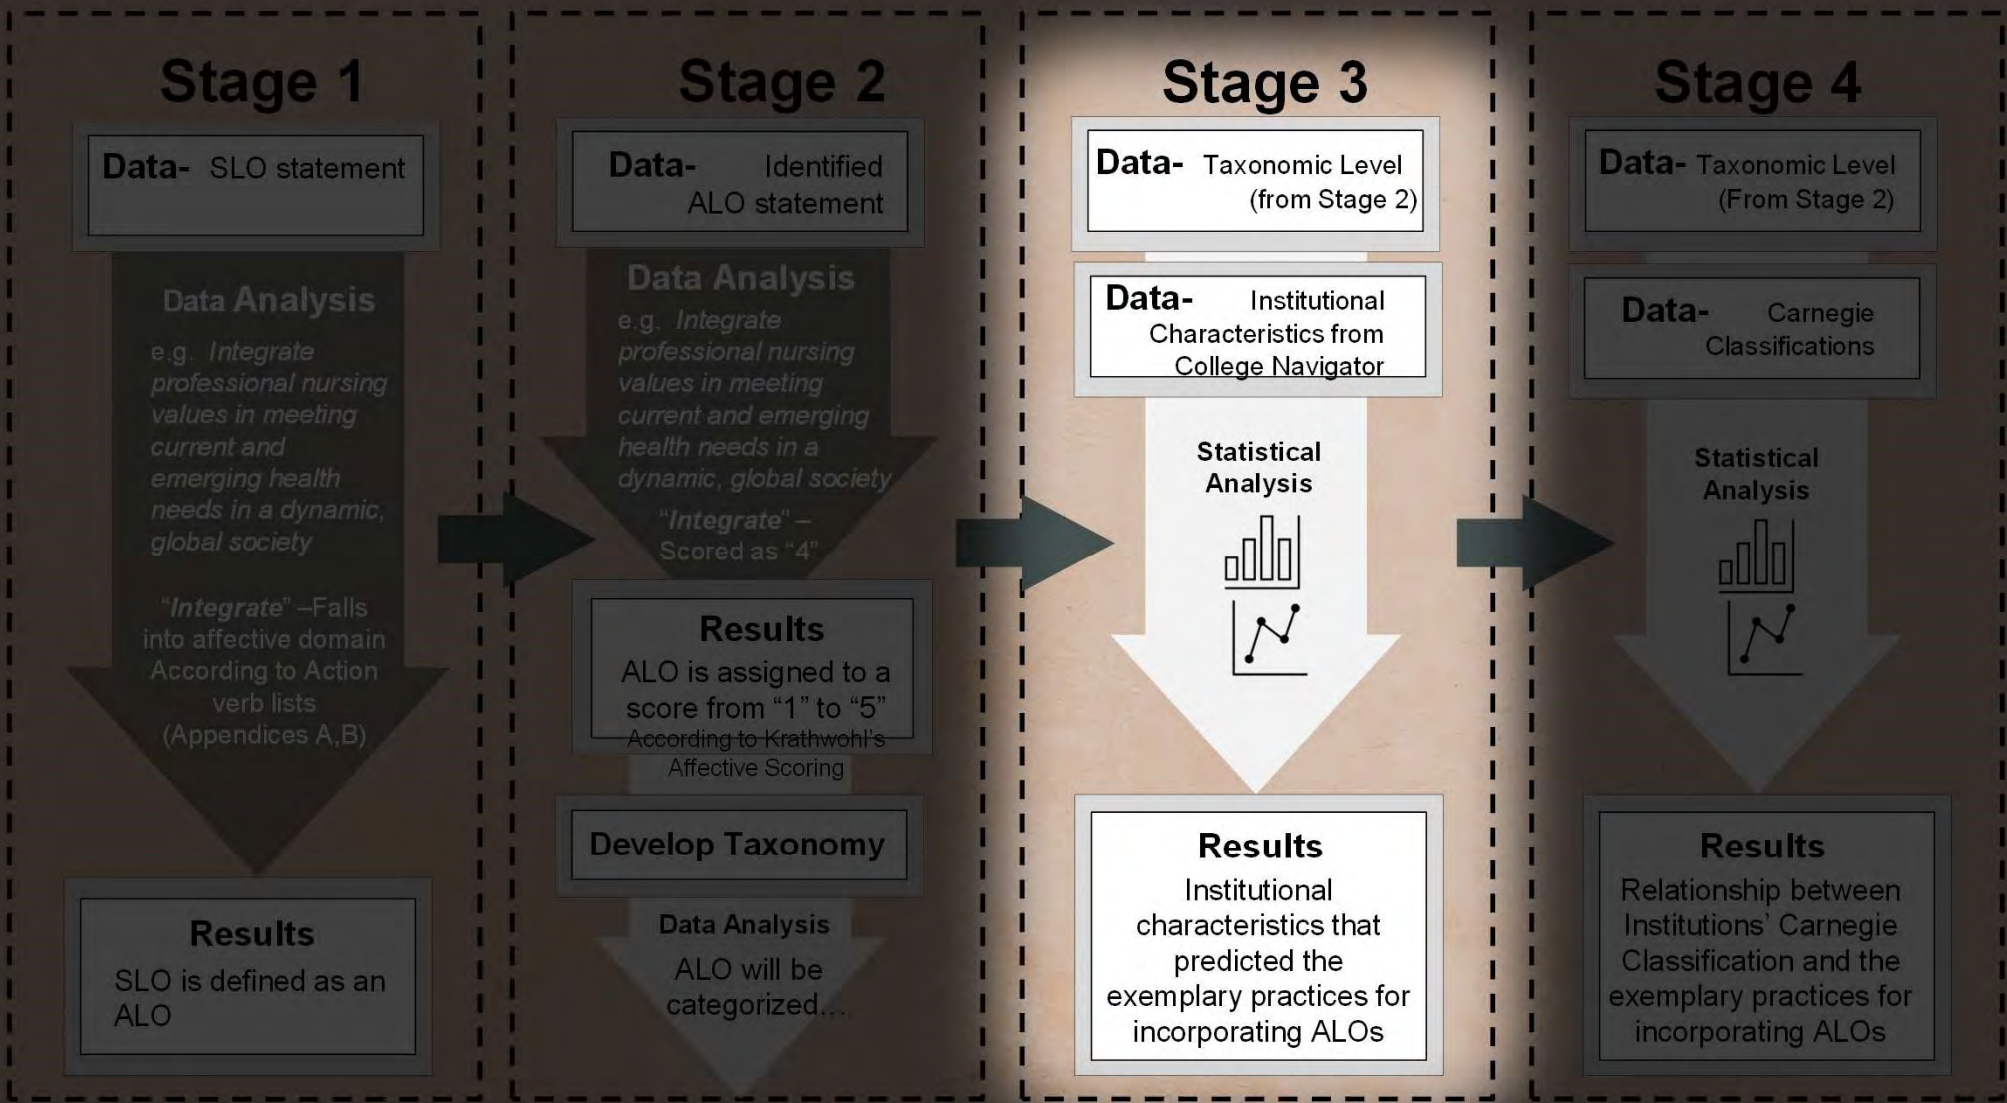 Stage 1
Data- SLO statement
Data Analysis
e.g. Integrate
professional nursing
values in meeting
current and
emerging health
needs in a dynamic,
global society
“Integrate” –Falls
into affective domain
According to Action
verb lists
(Appendices A,B)
Results
SLO is defined as an
ALO
Stage 2
Data- Identified
ALO statement
Data Analysis
e.g. Integrate
professional nursing
values in meeting
current and emerging
health needs in a
dynamic, global society
“Integrate” –
Scored as “4”
Results
ALO is assigned to a
score from “1” to “5”
According to Krathwohl’s
Affective Scoring
Develop Taxonomy
Data Analysis
ALO will be
categorized…
Stage 3
Data- Taxonomic Level
(from Stage 2)
Data- Institutional
Characteristics from
College Navigator
Statistical
Analysis
Results
Institutional
characteristics that
predicted the
exemplary practices for
incorporating ALOs
Stage 4
Data- Taxonomic Level
(From Stage 2)
Data- Carnegie
Classifications
Statistical
Analysis
Results
Relationship between
Institutions’ Carnegie
Classification and the
exemplary practices for
incorporating ALOs